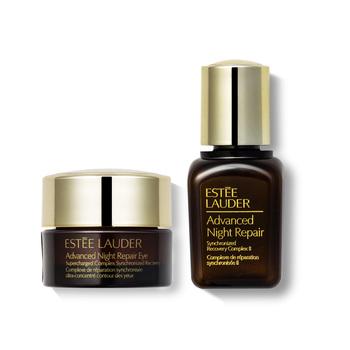 ESTĒE LAUDER
Advanced Night Repair Eye
Supercharged Complex Synchronized Recovery
Complexe de réparation synchronisée
ultra-concentré contour des yeux
ESTĒE
LAUDER
Advanced
Night Repair
Synchronized
Recovery Complex II
Complexe de réparation
synchronisée II